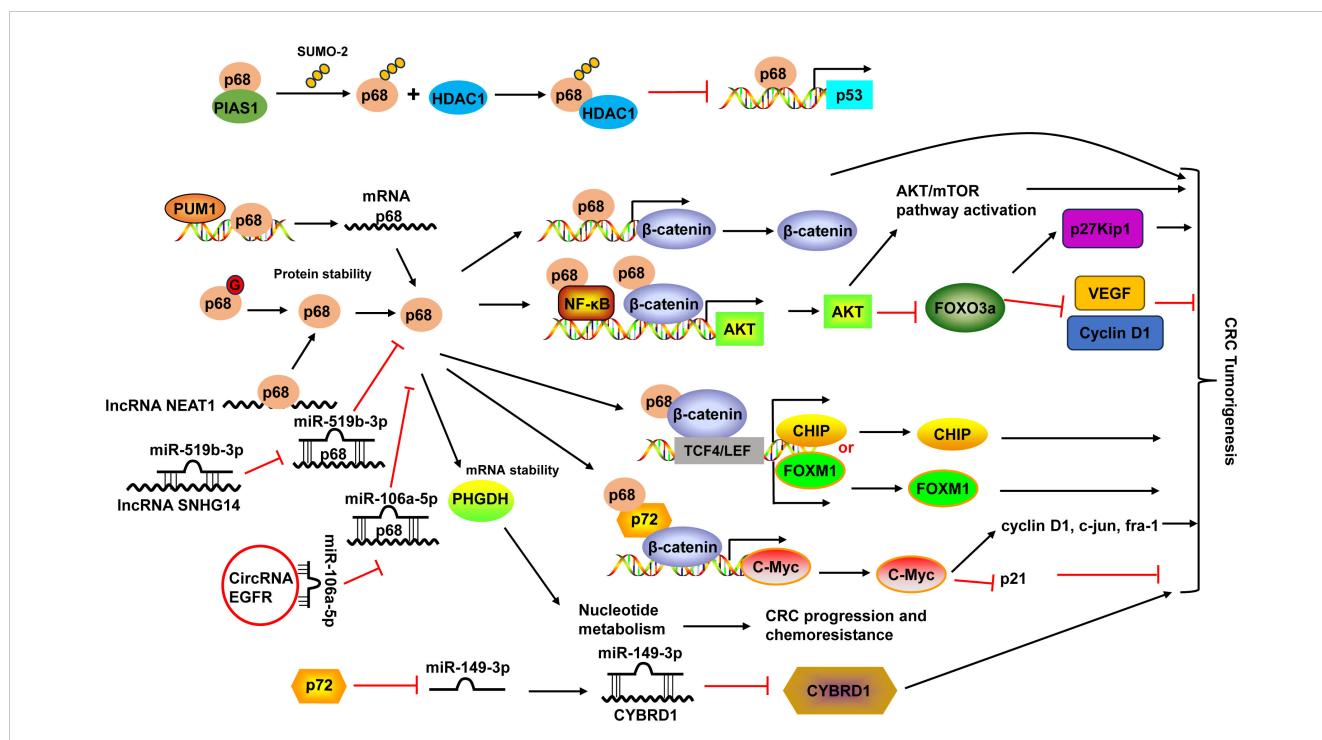 SUMO-2
p68
PIAS1
p68
+
HDAC1
p68
HDAC1
p68
p53
PUM1
p68
mRNA
p68
p68
β-catenin
β-catenin
AKT/mTOR
pathway activation
p27Kip1
Protein stability
G
p68
p68
p68
p68
NF-κB
p68
β-catenin
AKT
AKT
FOXO3a
VEGF
Cyclin D1
CRC Tumorigenesis
lncRNA NEAT1
p68
miR-519b-3p
p68
miR-519b-3p
lncRNA SNHG14
p68
β-catenin
TCF4/LEF
CHIP
or
FOXM1
CHIP
FOXM1
mRNA stability
PHGDH
miR-106a-5p
p68
CircRNA
EGFR
miR-106a-5p
p68
p72
β-catenin
C-Myc
C-Myc
cyclin D1, c-jun, fra-1
p21
Nucleotide
metabolism
CRC progression and
chemoresistance
p72
miR-149-3p
miR-149-3p
CYBRD1
CYBRD1